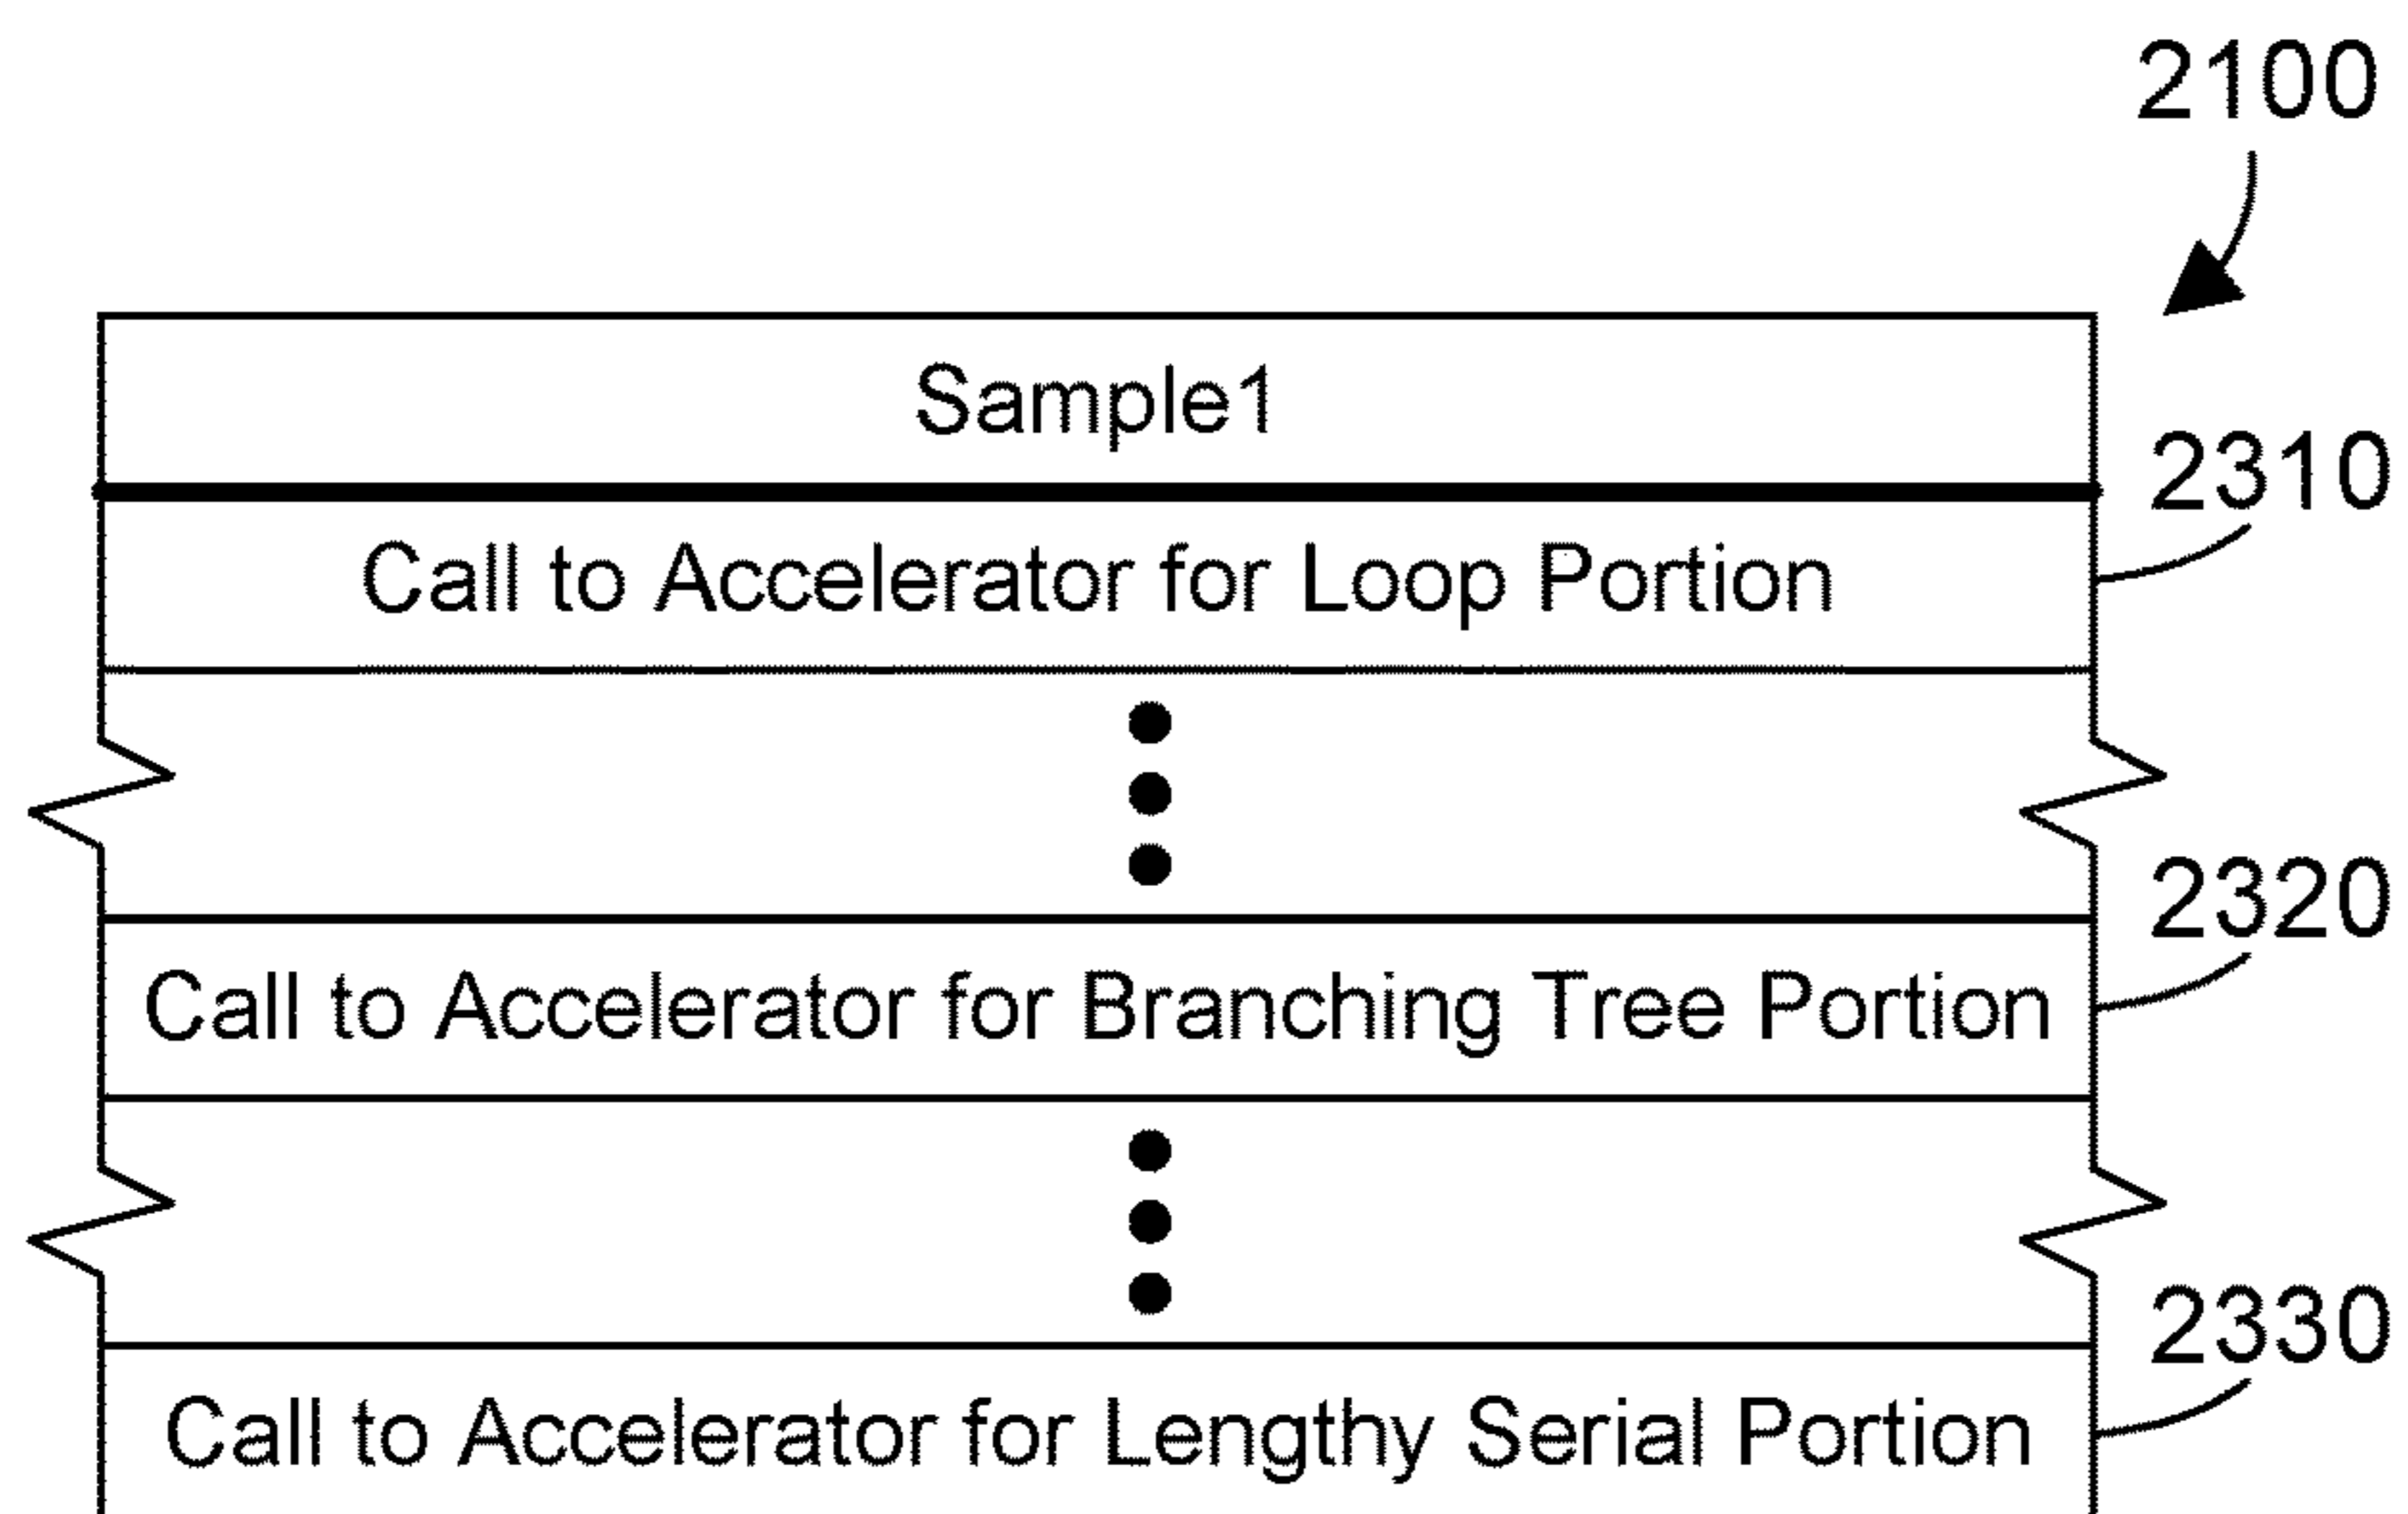 2100
Sample1
2310
Call to Accelerator for Loop Portion
2320
Call to Accelerator for Branching Tree Portion
2330
Call to Accelerator for Lengthy Serial Portion